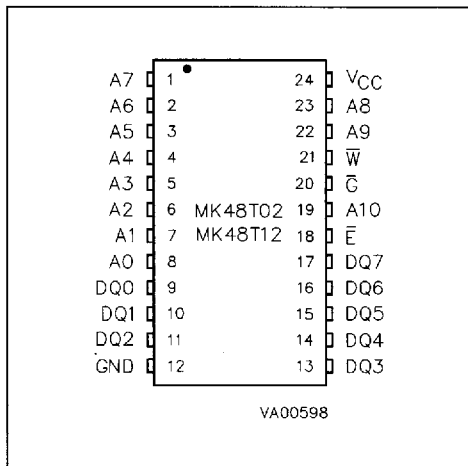 A7 1 24 VCC
A6 2 23 A8
A5 3 22 A9
A4 4 21 W̅
A3 5 20 G̅
A2 6 MK48T02 19 A10
A1 7 MK48T12 18 E̅
A0 8 17 DQ7
DQ0 9 16 DQ6
DQ1 10 15 DQ5
DQ2 11 14 DQ4
GND 12 13 DQ3
VA00598